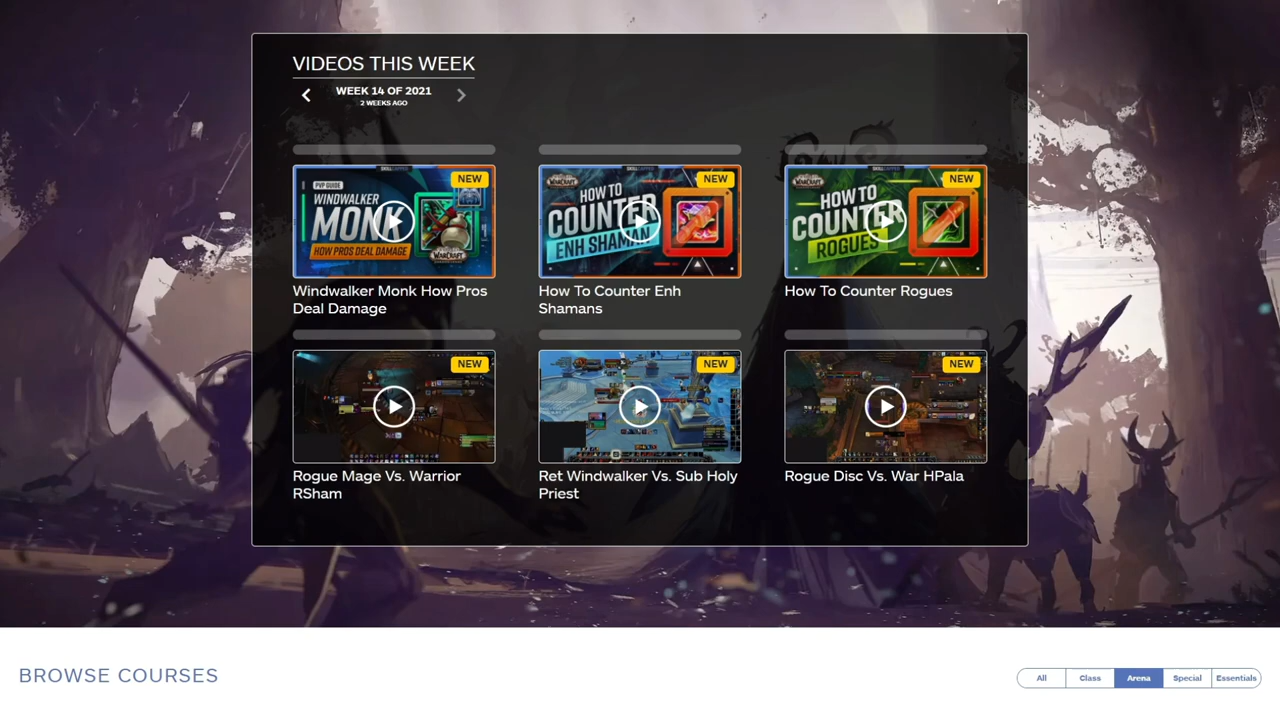 VIDEOS THIS WEEK
WEEK 14 OF 2021
2 WEEKS AGO
NEW
PVP GUIDE
WINDWALKER
MONK
HOW PROS DEAL DAMAGE
WARCRAFT
Windwalker Monk How Pros
Deal Damage
NEW
WARCRAFT
HOW TO
COUNTER
ENH SHAMAN
How To Counter Enh
Shamans
NEW
WARCRAFT
HOW TO
COUNTER
ROGUES
How To Counter Rogues
NEW
Rogue Mage Vs. Warrior
RSham
NEW
Ret Windwalker Vs. Sub Holy
Priest
NEW
Rogue Disc Vs. War HPala
BROWSE COURSES
All
Class
Arena
Special
Essentials